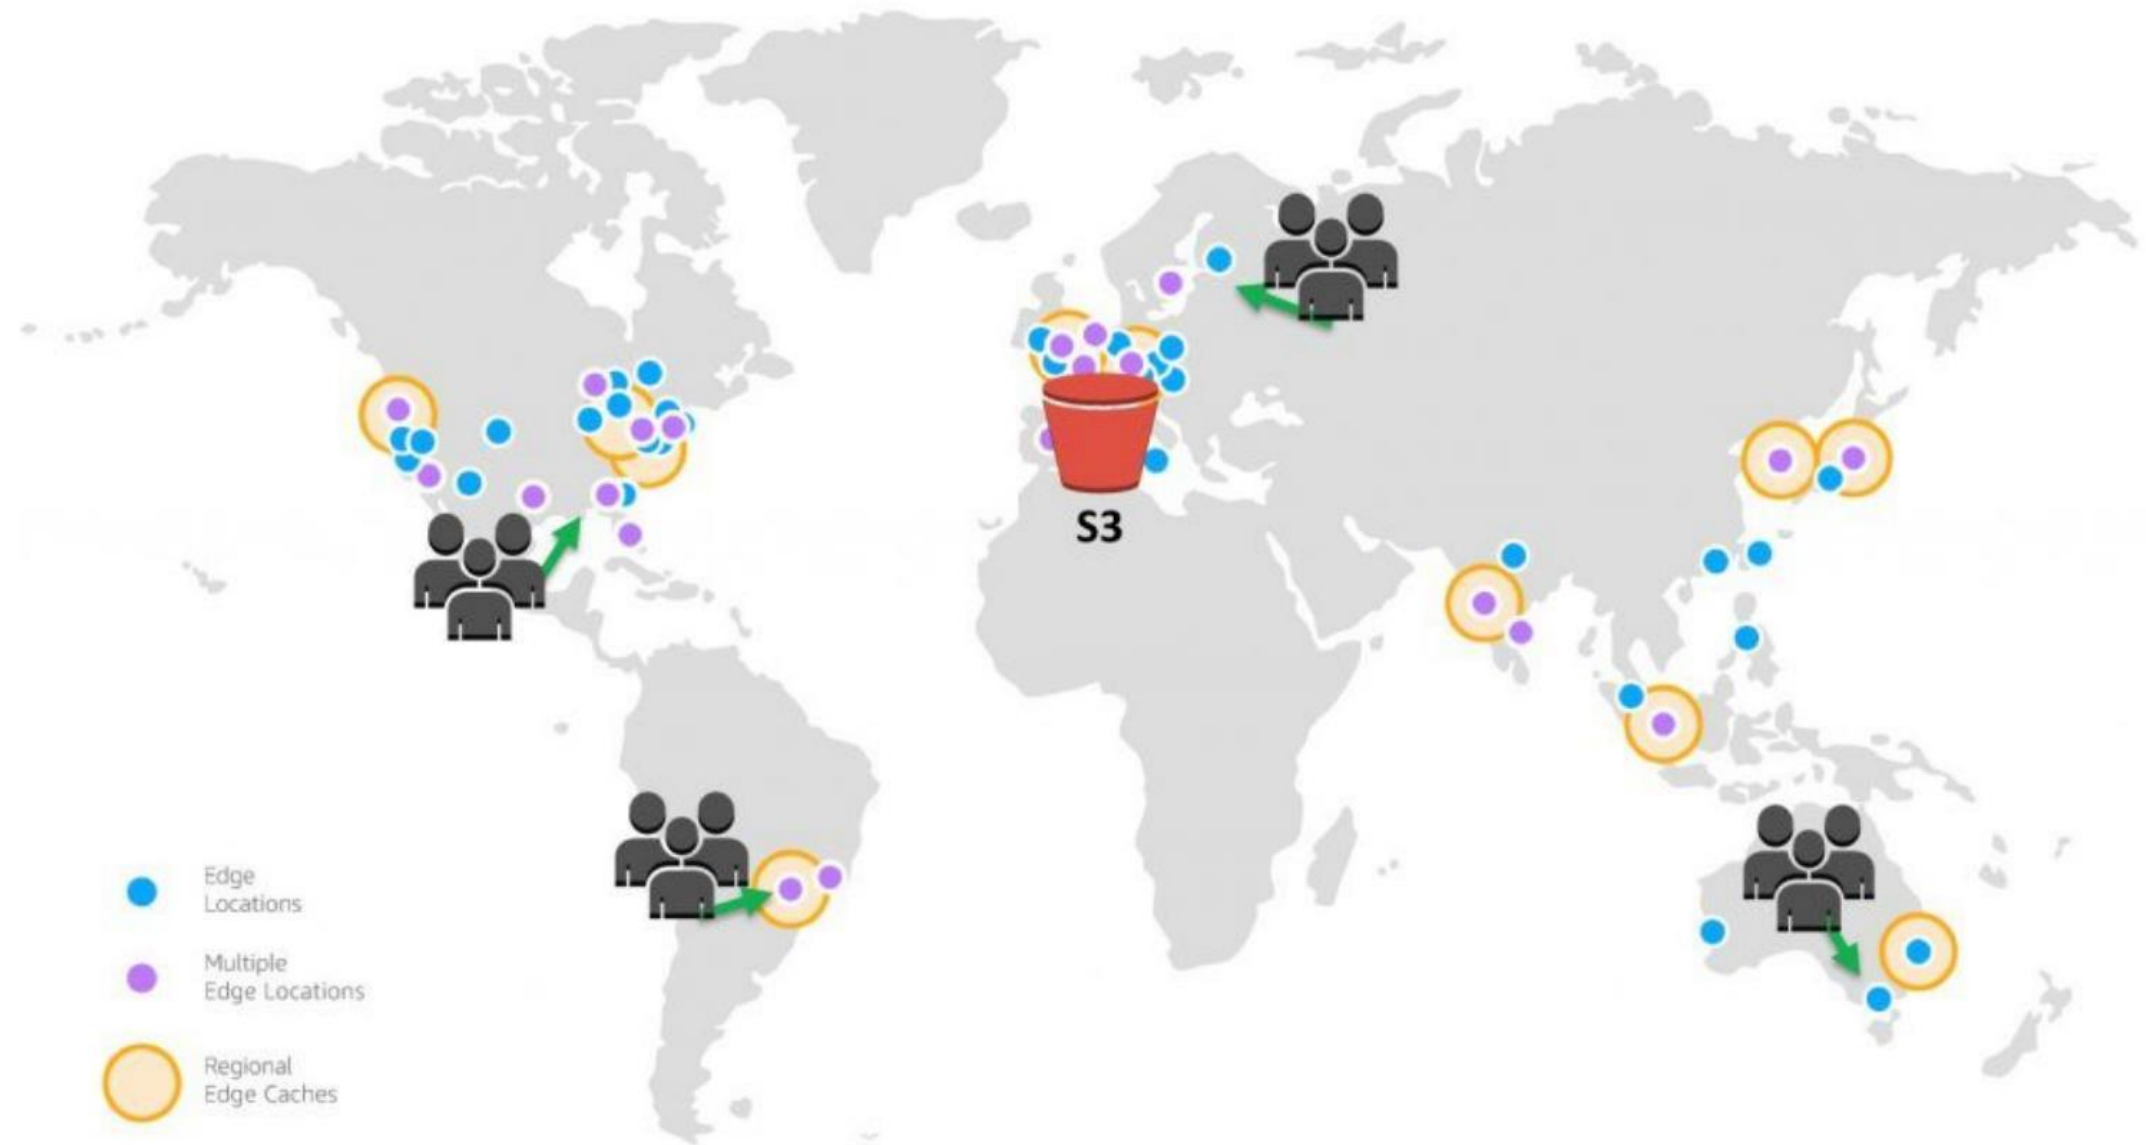 S3
Edge
Locations
Multiple
Edge Locations
Regional
Edge Caches